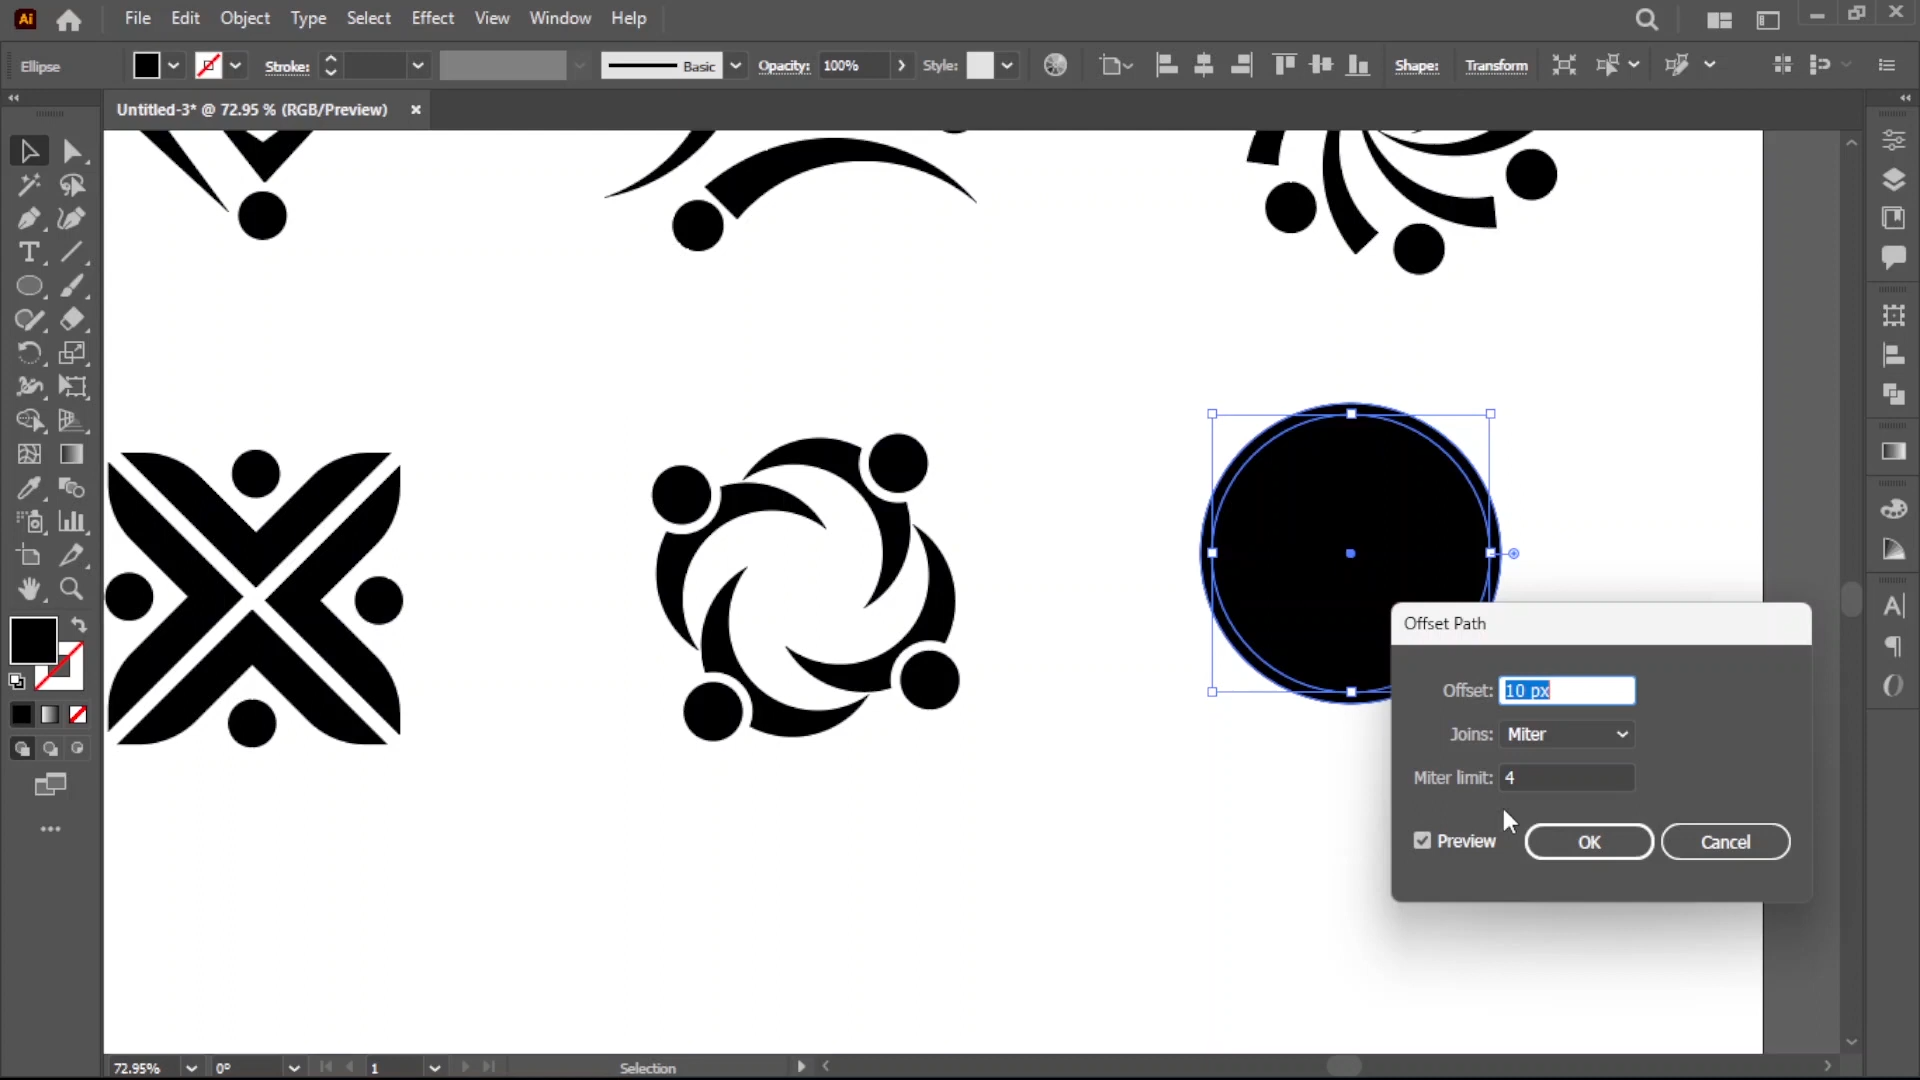 Ai File Edit Object Type Select Effect View Window Help
Ellipse Stroke: Basic Opacity: 100% Style: Shape: Transform
Untitled-3* @ 72.95 % (RGB/Preview) ×
Offset Path
Offset: 10 px
Joins: Miter
Miter limit: 4
Preview OK Cancel
72.95% 0° 1 Selection